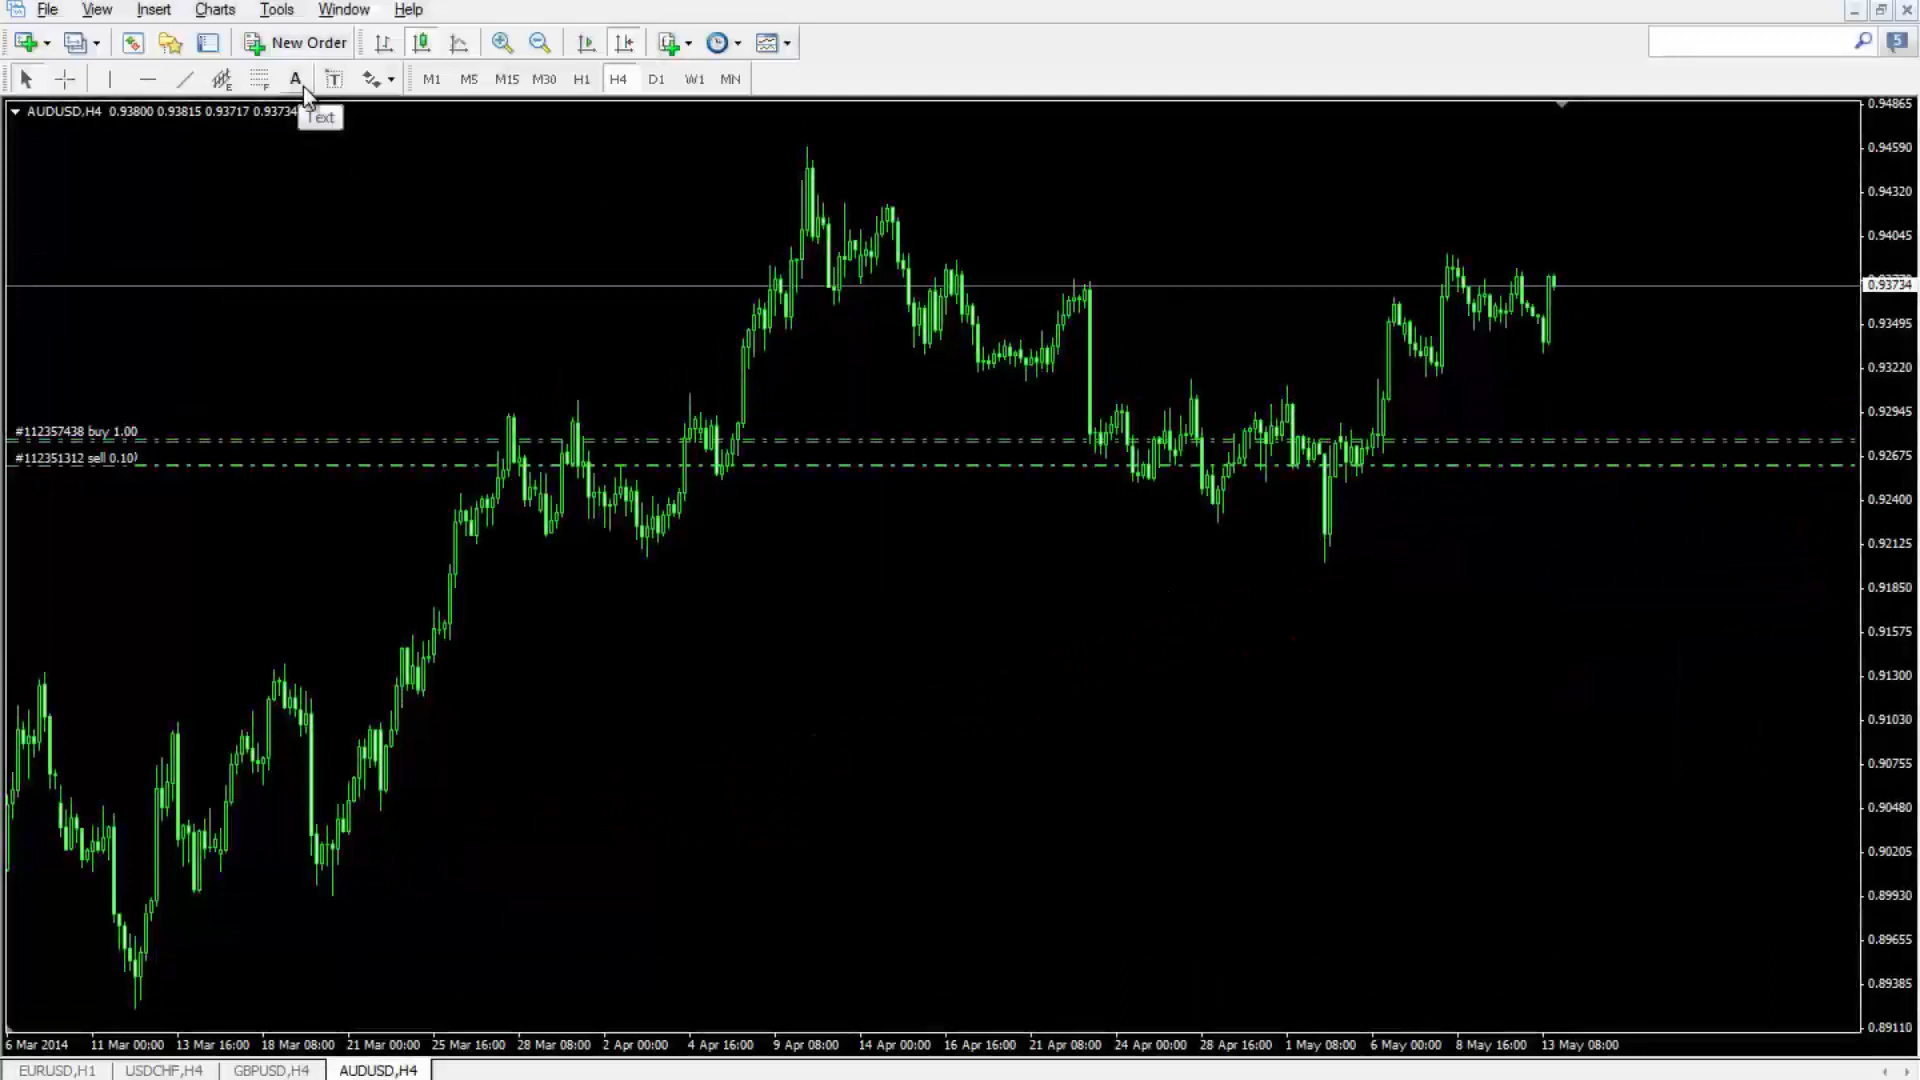 File View Insert Charts Tools Window Help
New Order
5
A T M1 M5 M15 M30 H1 H4 D1 W1 MN
Text
AUDUSD,H4 0.93800 0.93815 0.93717 0.93734
0.94865
0.94590
0.94320
0.94045
0.93734
0.93495
0.93220
0.92945
#112357438 buy 1.00
#112351312 sell 0.10
0.92675
0.92400
0.92125
0.91850
0.91575
0.91300
0.91030
0.90755
0.90480
0.90205
0.89930
0.89655
0.89385
0.89110
6 Mar 2014 11 Mar 00:00 13 Mar 16:00 18 Mar 08:00 21 Mar 00:00 25 Mar 16:00 28 Mar 08:00 2 Apr 00:00 4 Apr 16:00 9 Apr 08:00 14 Apr 00:00 16 Apr 16:00 21 Apr 08:00 24 Apr 00:00 28 Apr 16:00 1 May 08:00 6 May 00:00 8 May 16:00 13 May 08:00
EURUSD,H1 USDCHF,H4 GBPUSD,H4 AUDUSD,H4